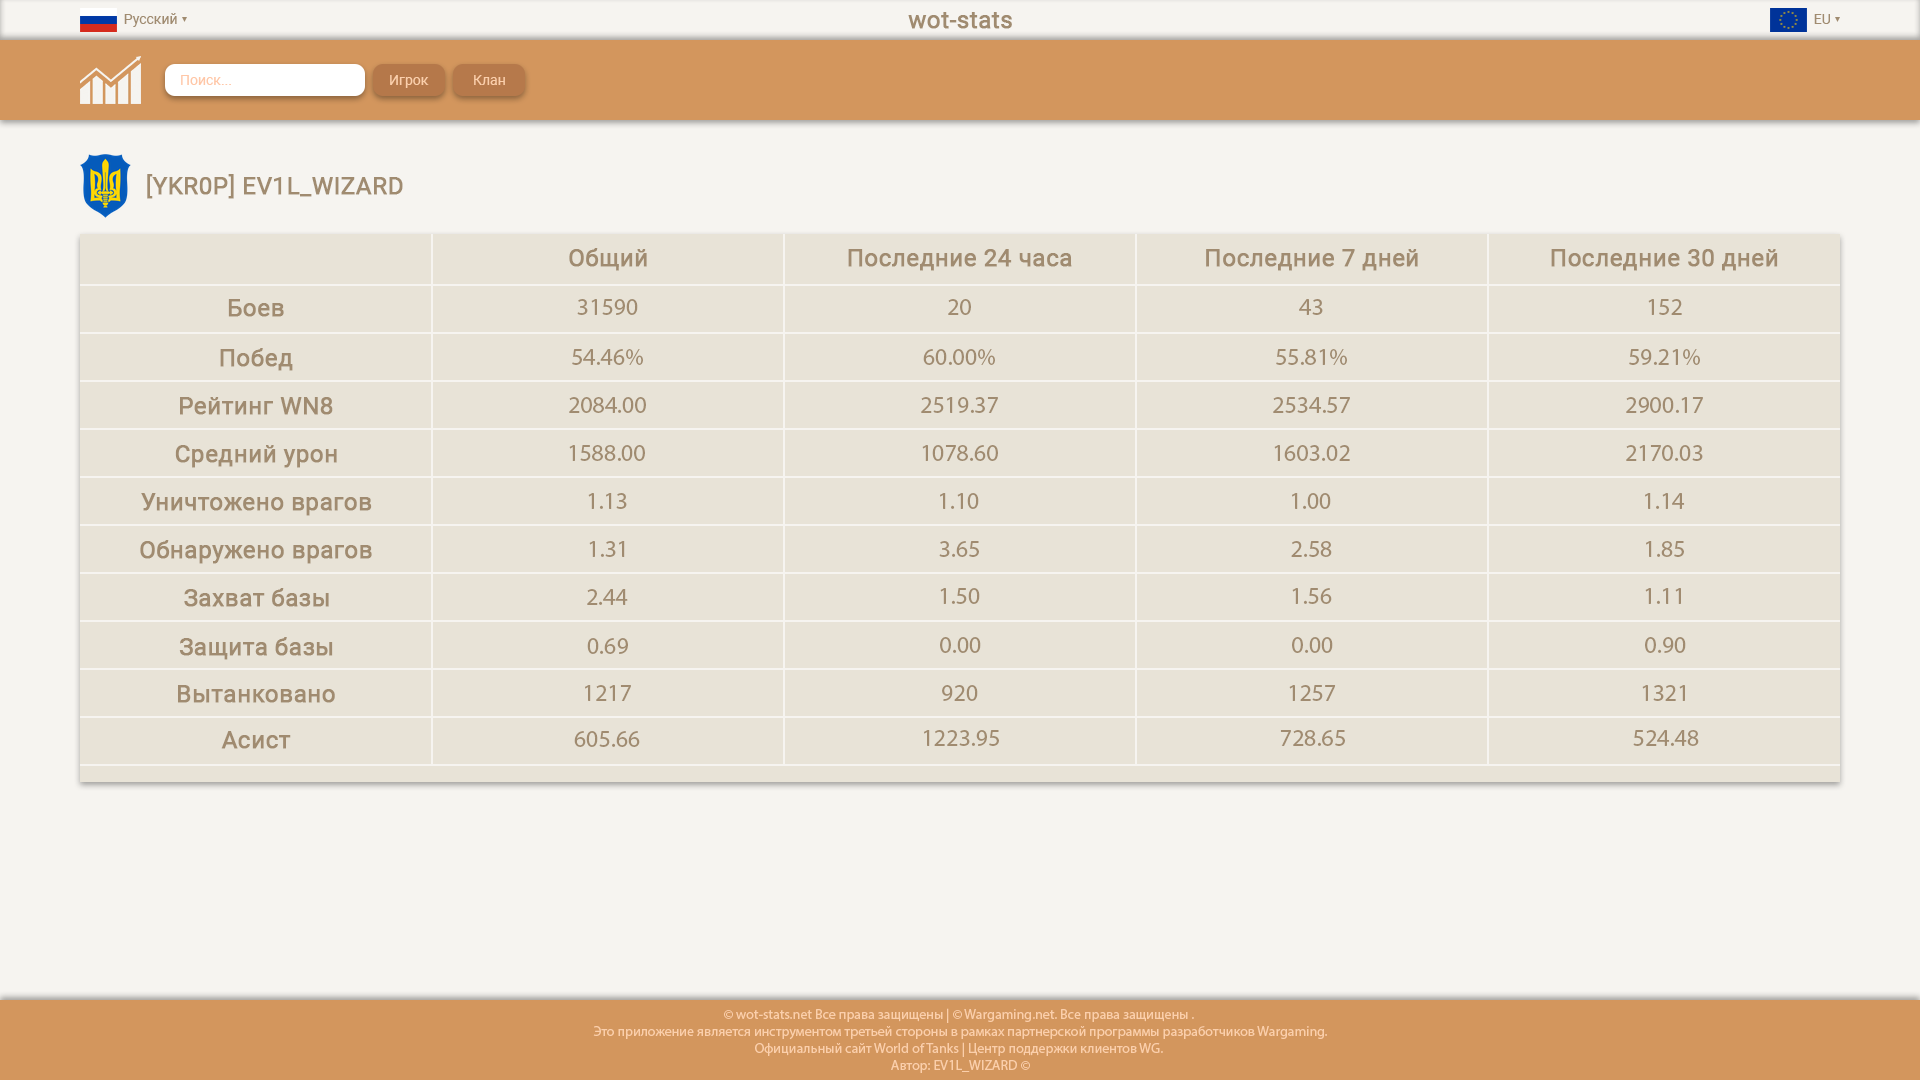 Русский ▾ wot-stats EU ▾
Поиск... Игрок Клан
[YKR0P] EV1L_WIZARD
Общий Последние 24 часа Последние 7 дней Последние 30 дней
Боев 31590 20 43 152
Побед 54.46% 60.00% 55.81% 59.21%
Рейтинг WN8 2084.00 2519.37 2534.57 2900.17
Средний урон 1588.00 1078.60 1603.02 2170.03
Уничтожено врагов 1.13 1.10 1.00 1.14
Обнаружено врагов 1.31 3.65 2.58 1.85
Захват базы 2.44 1.50 1.56 1.11
Защита базы 0.69 0.00 0.00 0.90
Вытанковано 1217 920 1257 1321
Асист 605.66 1223.95 728.65 524.48
© wot-stats.net Все права защищены | © Wargaming.net. Все права защищены .
Это приложение является инструментом третьей стороны в рамках партнерской программы разработчиков Wargaming.
Официальный сайт World of Tanks | Центр поддержки клиентов WG.
Автор: EV1L_WIZARD ©